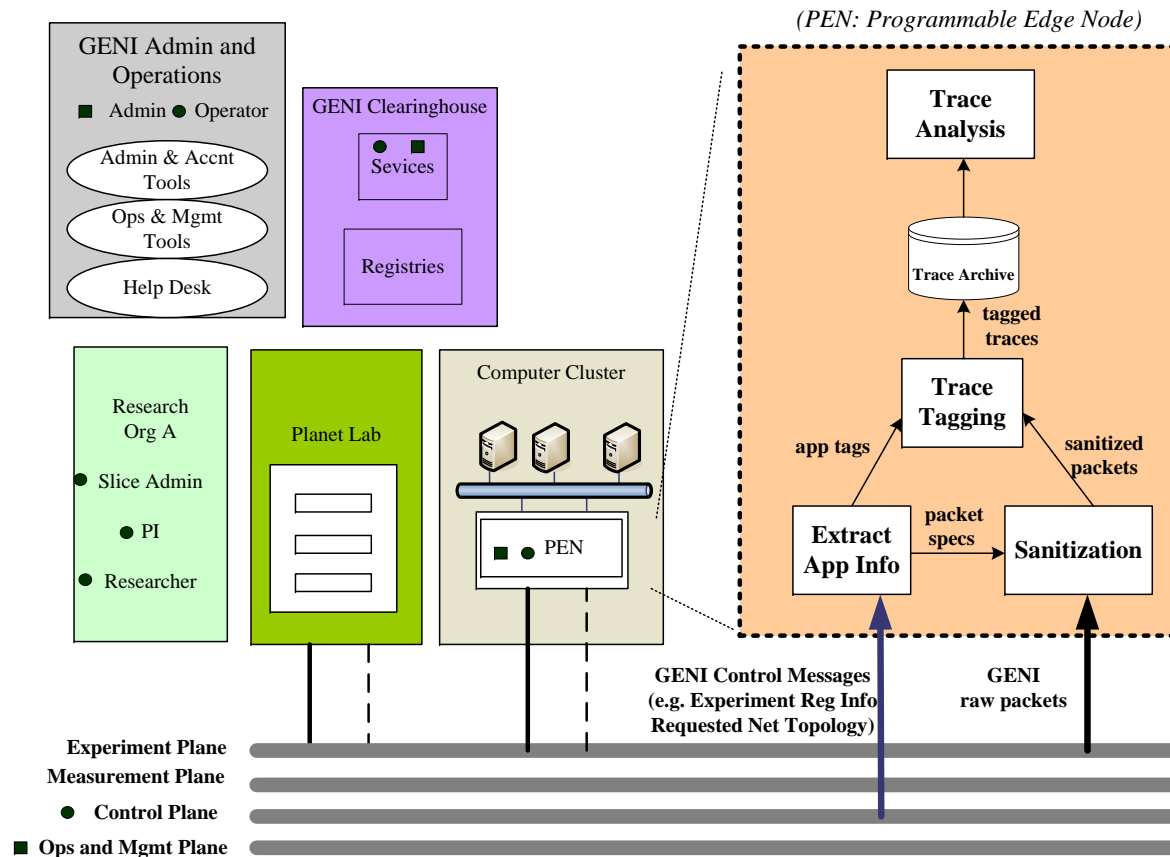 (PEN: Programmable Edge Node)
GENI Admin and
Operations
Admin
Operator
Admin & Accnt
Tools
Ops & Mgmt
Tools
Help Desk
GENI Clearinghouse
Sevices
Registries
Research
Org A
Slice Admin
PI
Researcher
Planet Lab
Computer Cluster
PEN
Trace
Analysis
Trace Archive
tagged
traces
Trace
Tagging
app tags
sanitized
packets
Extract
App Info
packet
specs
Sanitization
GENI Control Messages
(e.g. Experiment Reg Info
Requested Net Topology)
GENI
raw packets
Experiment Plane
Measurement Plane
Control Plane
Ops and Mgmt Plane